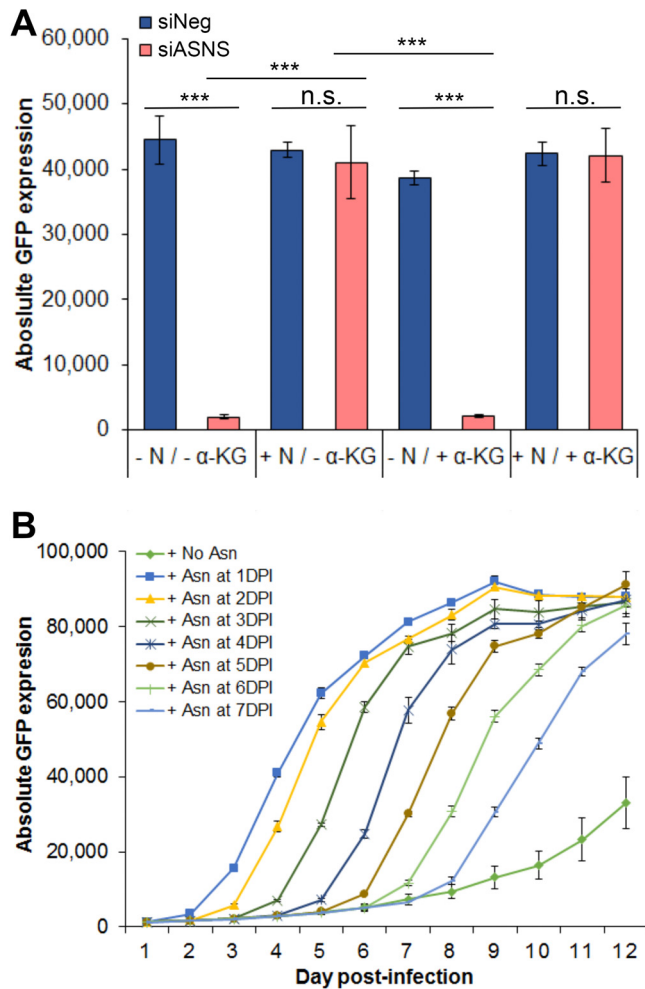 A
siNeg
siASNS
60,000
50,000
40,000
30,000
20,000
10,000
0
Aboslulte GFP expression
***
***
***
n.s.
***
n.s.
- N / - α-KG
+ N / - α-KG
- N / + α-KG
+ N / + α-KG
B
100,000
80,000
60,000
40,000
20,000
0
Absolute GFP expresion
+ No Asn
+ Asn at 1DPI
+ Asn at 2DPI
+ Asn at 3DPI
+ Asn at 4DPI
+ Asn at 5DPI
+ Asn at 6DPI
+ Asn at 7DPI
1 2 3 4 5 6 7 8 9 10 11 12
Day post-infection